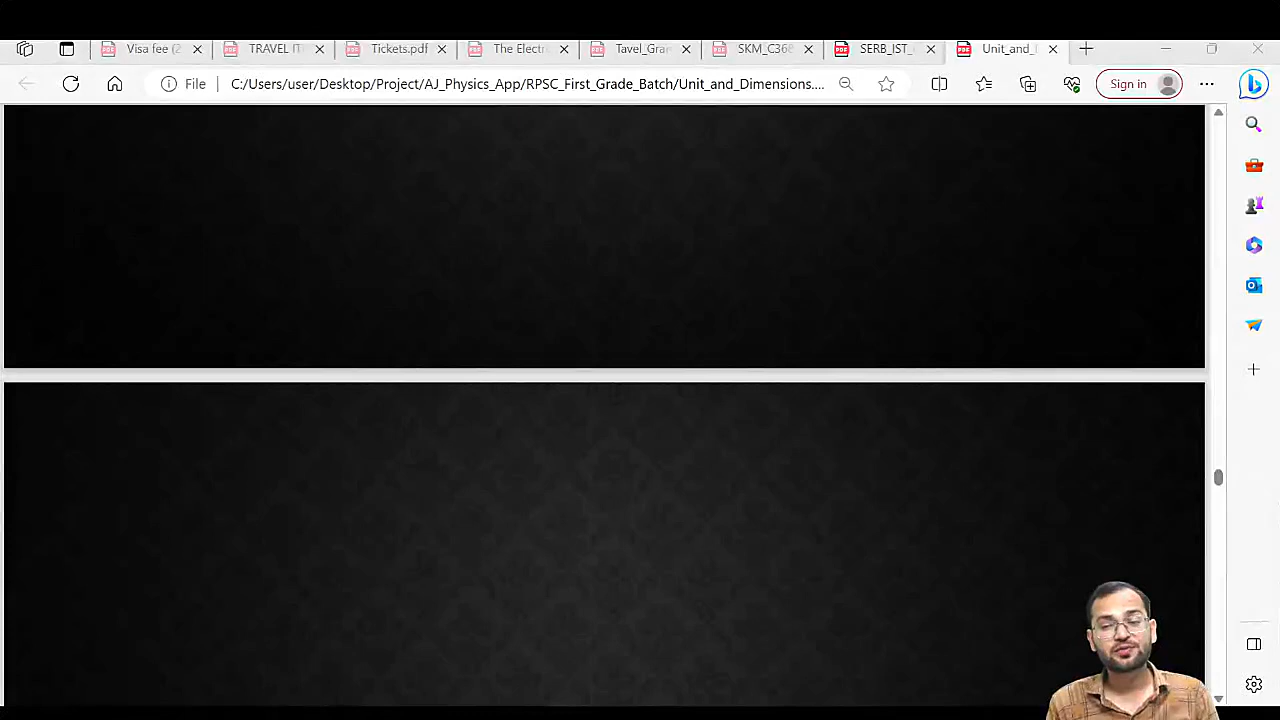 Visa fee (2
TRAVEL IT
Tickets.pdf
The Electr
Tavel_Gra
SKM_C368
SERB_IST_
Unit_and_
File
C:/Users/user/Desktop/Project/AJ_Physics_App/RPSC_First_Grade_Batch/Unit_and_Dimensions....
Sign in